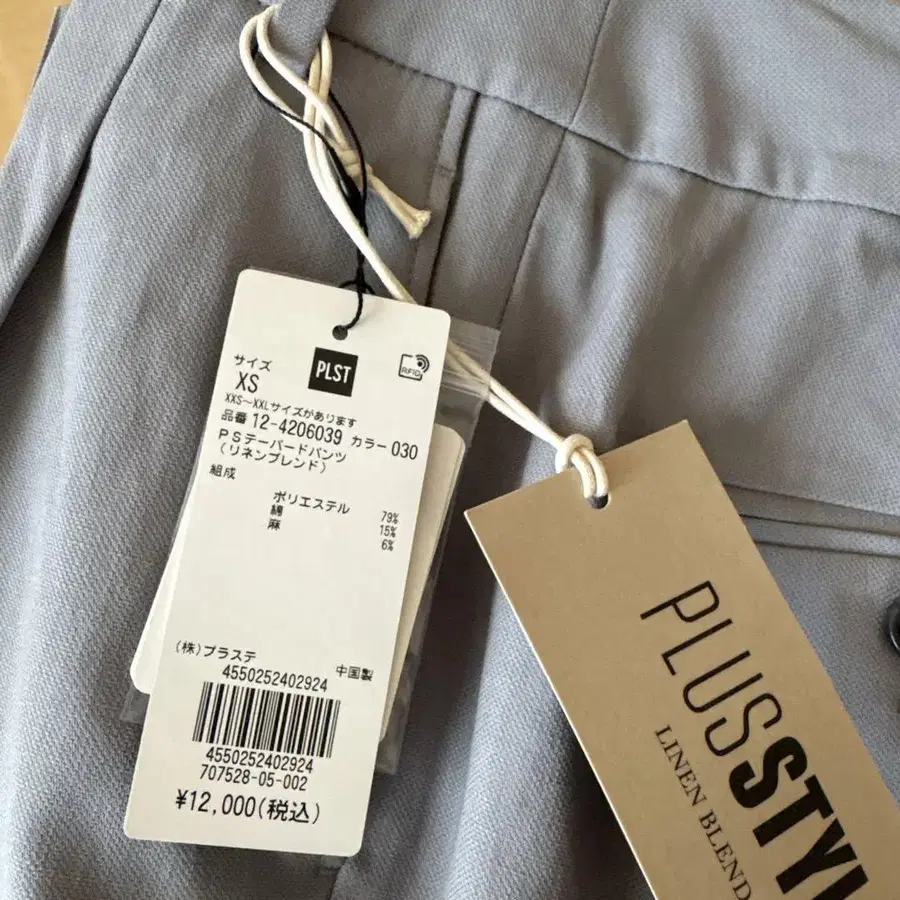 サイズ
XS
PLST
RFID
XXS～XXLサイズがあります
品番 12-4206039 カラー 030
PSテーパードパンツ
(リネンブレンド)
組成
ポリエステル 79%
綿 15%
麻 6%
(株)プラステ
4550252402924 中国製
4550252402924
707528-05-002
¥12,000(税込)
PLUSSTYL
LINEN BLEND